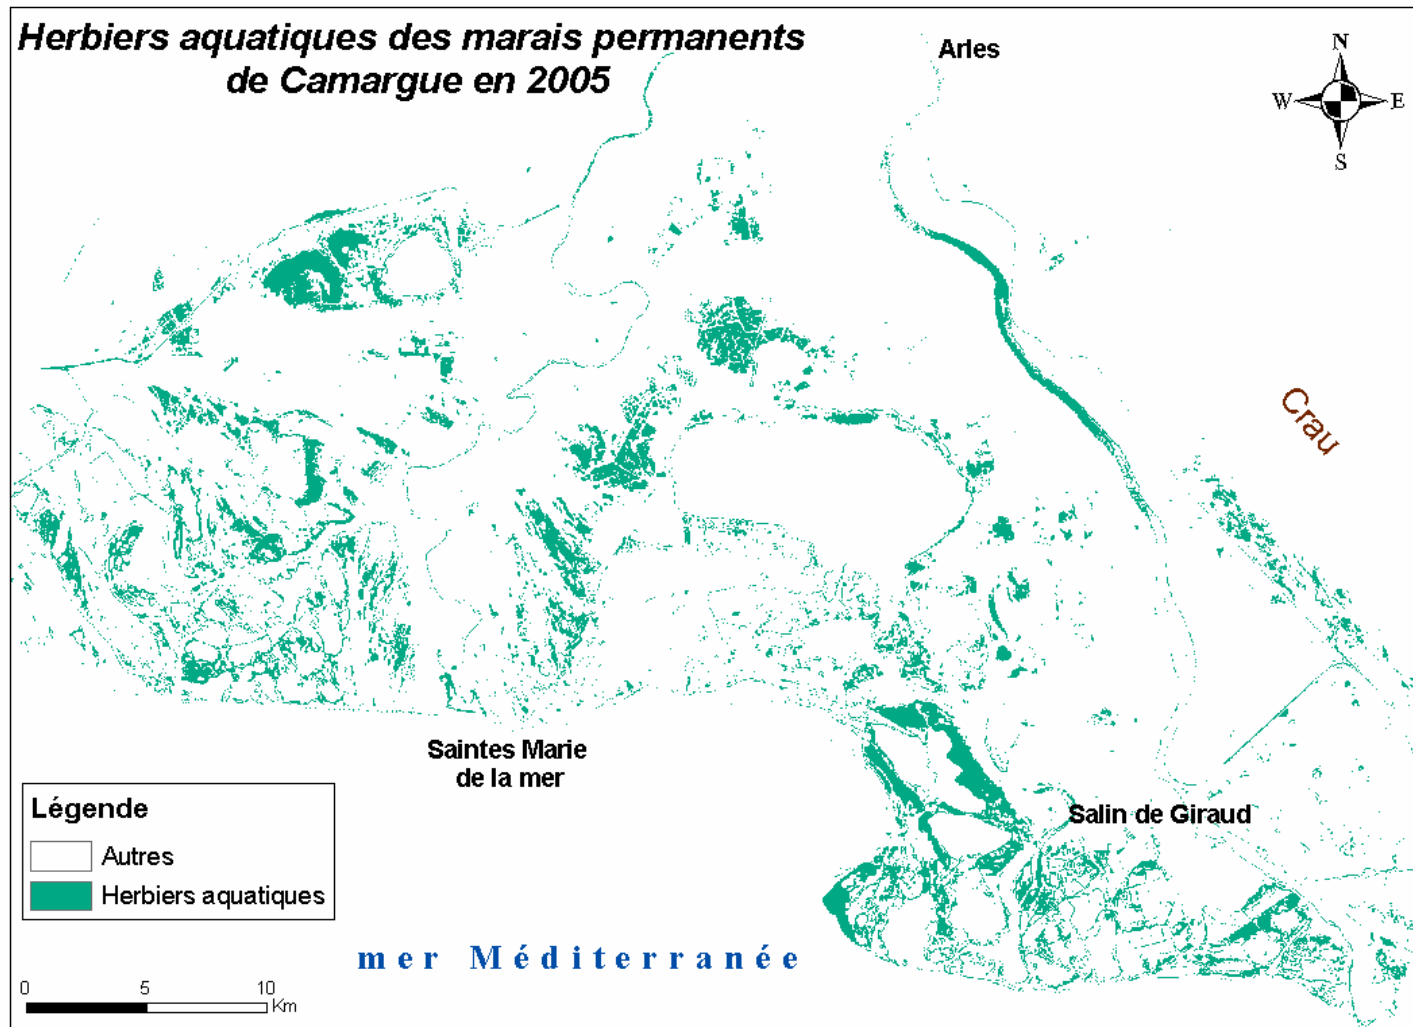 Herbiers aquatiques des marais permanents
de Camargue en 2005
Arles
N
W E
S
Crau
Saintes Marie
de la mer
Légende
Autres
Herbiers aquatiques
Salin de Giraud
mer Méditerranée
0 5 10
Km